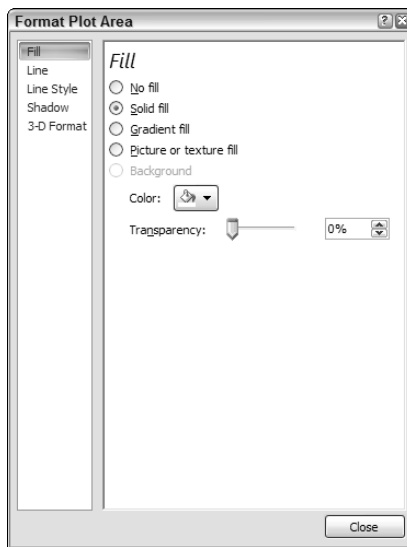 Format Plot Area
Fill
Line
Line Style
Shadow
3-D Format
Fill
No fill
Solid fill
Gradient fill
Picture or texture fill
Background
Color:
Transparency:
0%
Close